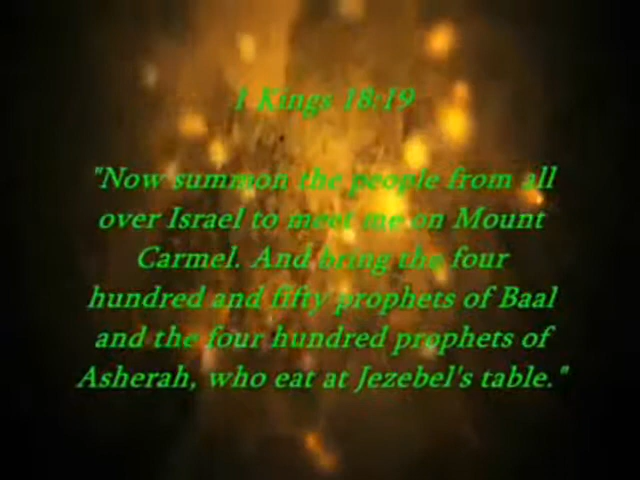 1 Kings 18:19
"Now summon the people from all
over Israel to meet me on Mount
Carmel. And bring the four
hundred and fifty prophets of Baal
and the four hundred prophets of
Asherah, who eat at Jezebel's table."